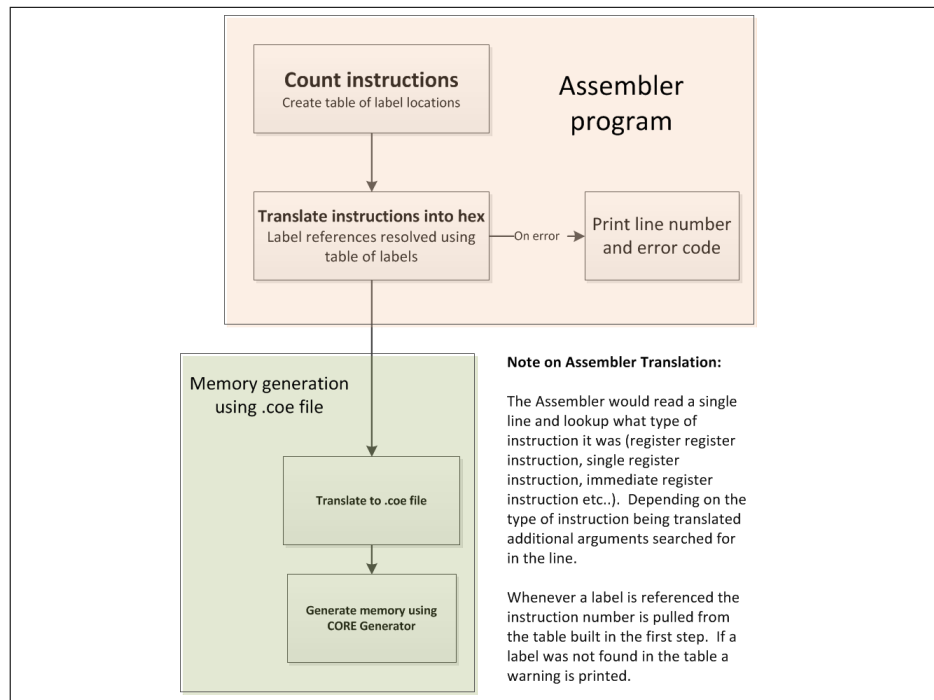 Count instructions
Create table of label locations
Assembler
program
Translate instructions into hex
Label references resolved using
table of labels
On error
Print line number
and error code
Memory generation
using .coe file
Translate to .coe file
Generate memory using
CORE Generator
Note on Assembler Translation:
The Assembler would read a single
line and lookup what type of
instruction it was (register register
instruction, single register
instruction, immediate register
instruction etc..).  Depending on the
type of instruction being translated
additional arguments searched for
in the line.
Whenever a label is referenced the
instruction number is pulled from
the table built in the first step.  If a
label was not found in the table a
warning is printed.